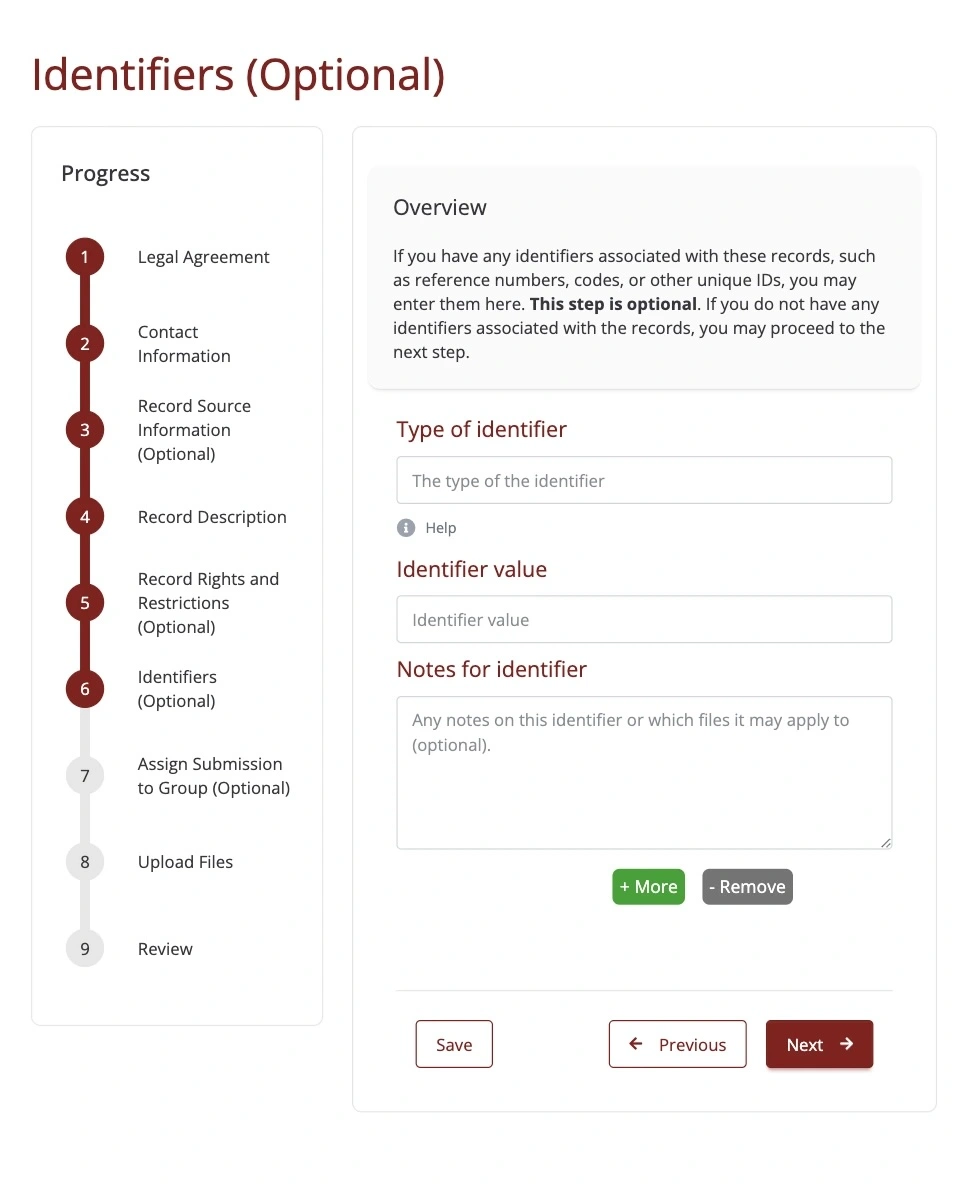 Identifiers (Optional)
Progress
1
Legal Agreement
2
Contact
Information
3
Record Source
Information
(Optional)
4
Record Description
5
Record Rights and
Restrictions
(Optional)
6
Identifiers
(Optional)
7
Assign Submission
to Group (Optional)
8
Upload Files
9
Review
Overview
If you have any identifiers associated with these records, such
as reference numbers, codes, or other unique IDs, you may
enter them here. This step is optional. If you do not have any
identifiers associated with the records, you may proceed to the
next step.
Type of identifier
The type of the identifier
Help
Identifier value
Identifier value
Notes for identifier
Any notes on this identifier or which files it may apply to
(optional).
+ More
- Remove
Save
Previous
Next